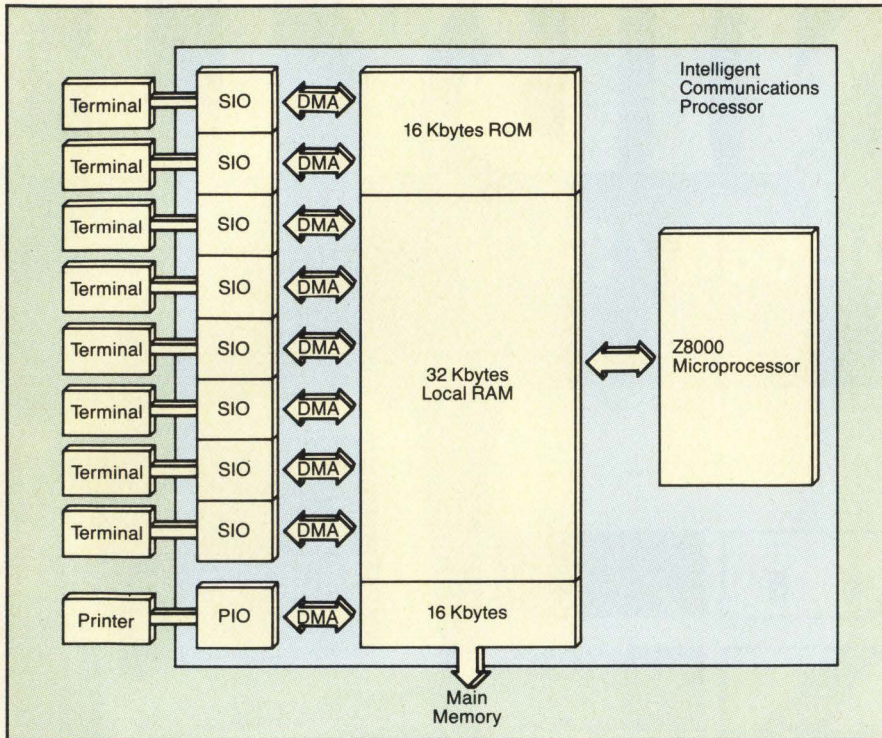 Intelligent
Communications
Processor
Terminal
SIO
DMA
16 Kbytes ROM
Terminal
SIO
DMA
Terminal
SIO
DMA
Terminal
SIO
DMA
Terminal
SIO
DMA
32 Kbytes
Local RAM
Z8000
Microprocessor
Terminal
SIO
DMA
Terminal
SIO
DMA
Terminal
SIO
DMA
Printer
PIO
DMA
16 Kbytes
Main
Memory